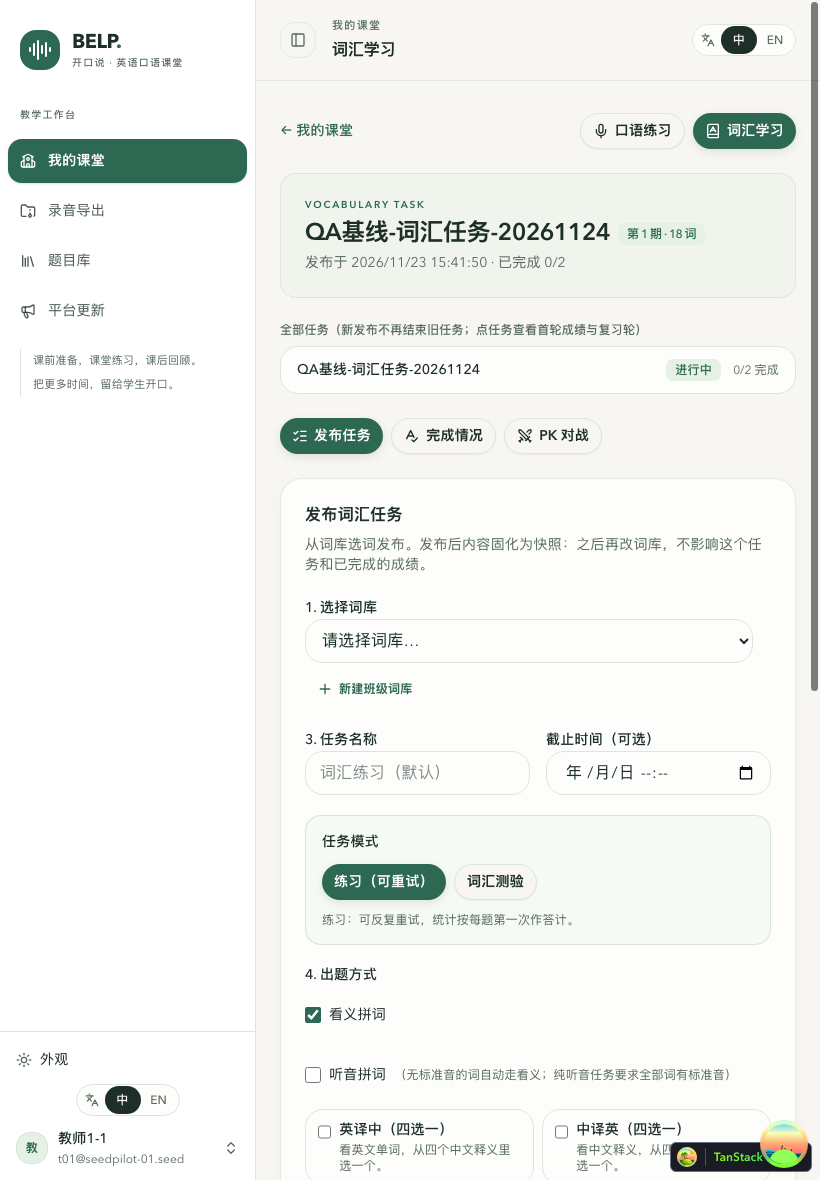 BELP.
开口说 · 英语口语课堂
教学工作台
我的课堂
录音导出
题目库
平台更新
课前准备，课堂练习，课后回顾。
把更多时间，留给学生开口。
外观
中 EN
教
教师1-1
t01@seedpilot-01.seed
我的课堂
词汇学习
中 EN
← 我的课堂
口语练习
词汇学习
VOCABULARY TASK
QA基线-词汇任务-20261124 第 1 期 · 18 词
发布于 2026/11/23 15:41:50 · 已完成 0/2
全部任务（新发布不再结束旧任务；点任务查看首轮成绩与复习轮）
QA基线-词汇任务-20261124 进行中 0/2 完成
发布任务 完成情况 PK 对战
发布词汇任务
从词库选词发布。发布后内容固化为快照：之后再改词库，不影响这个任
务和已完成的成绩。
1. 选择词库
请选择词库…
新建班级词库
3. 任务名称 截止时间（可选）
词汇练习（默认） 年 /月/日 --:--
任务模式
练习（可重试） 词汇测验
练习：可反复重试，统计按每题第一次作答计。
4. 出题方式
看义拼词
听音拼词 （无标准音的词自动走看义；纯听音任务要求全部词有标准音）
英译中（四选一）
看英文单词，从四个中文释义里
选一个。
中译英（四选一）
看中文释义，从四
选一个。
TanStack